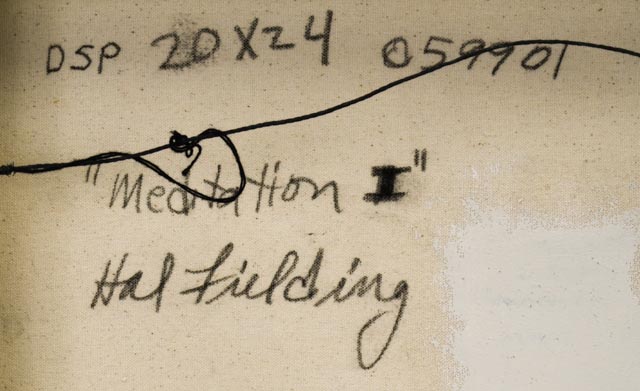 DSP 20X24 059901
"Meditation I"
Hal Fielding